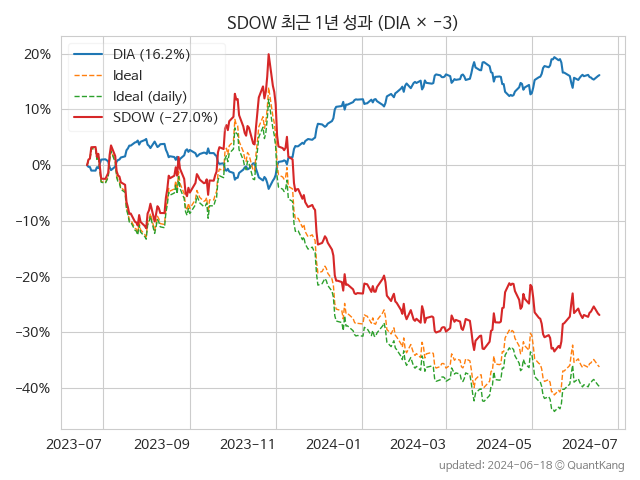 SDOW 최근 1년 성과 (DIA × −3)
DIA (16.2%)
Ideal
Ideal (daily)
SDOW (−27.0%)
20%
10%
0%
−10%
−20%
−30%
−40%
2023-07
2023-09
2023-11
2024-01
2024-03
2024-05
2024-07
updated: 2024-06-18 © QuantKang